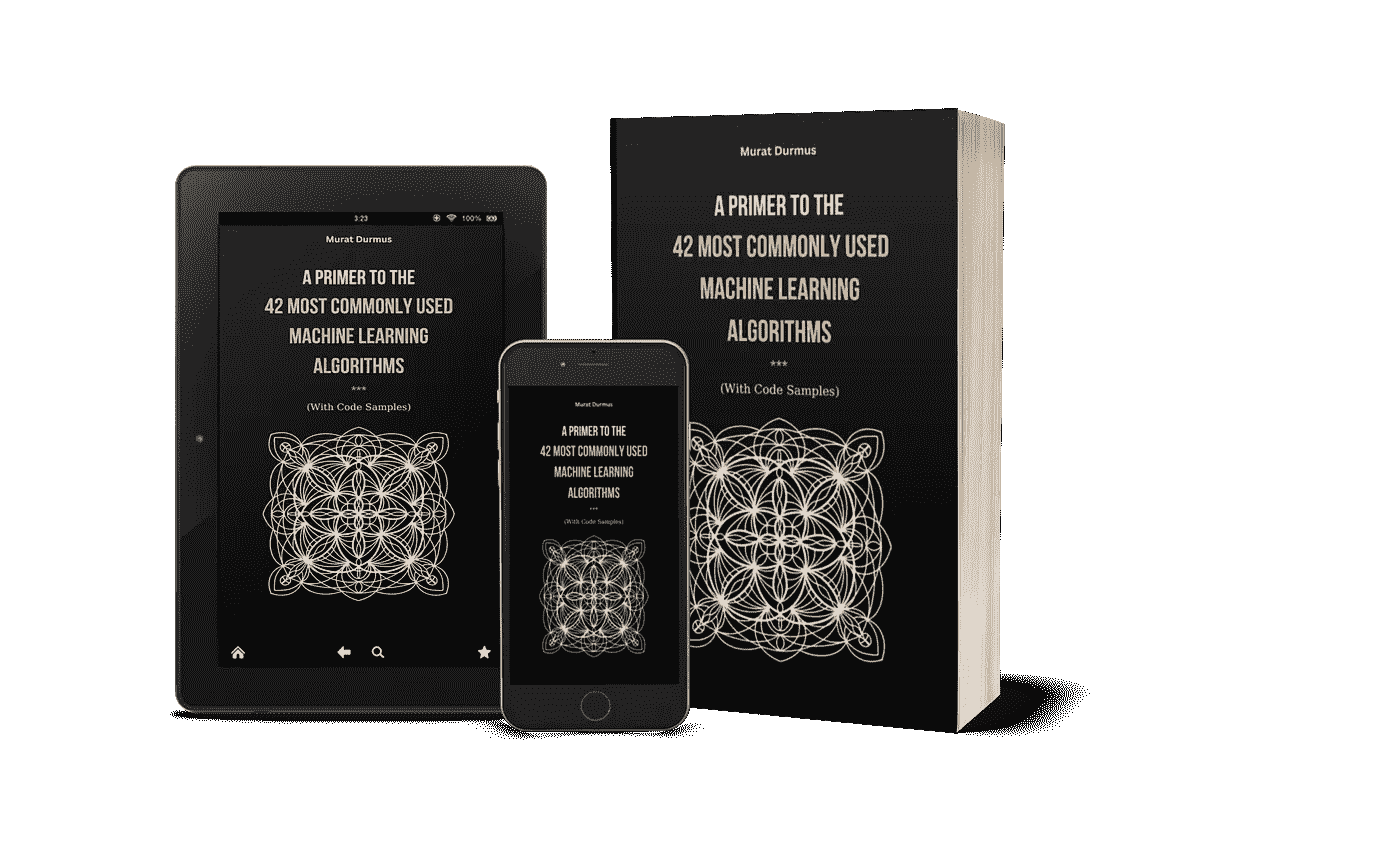 3:23
100%
Murat Durmus
A PRIMER TO THE
42 MOST COMMONLY USED
MACHINE LEARNING
ALGORITHMS
***
(With Code Samples)
Murat Durmus
A PRIMER TO THE
42 MOST COMMONLY USED
MACHINE LEARNING
ALGORITHMS
***
(With Code Samples)
Murat Durmus
A PRIMER TO THE
42 MOST COMMONLY USED
MACHINE LEARNING
ALGORITHMS
***
(With Code Samples)